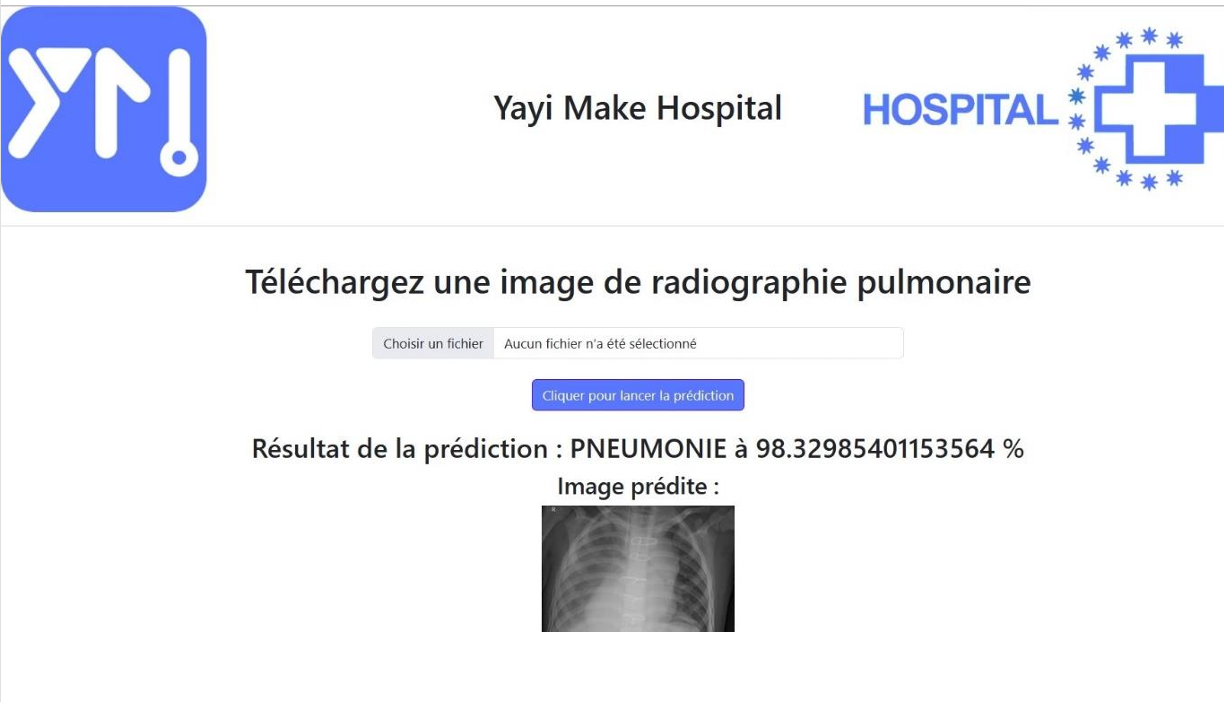 Yayi Make Hospital
HOSPITAL
Téléchargez une image de radiographie pulmonaire
Choisir un fichier Aucun fichier n'a été sélectionné
Cliquer pour lancer la prédiction
Résultat de la prédiction : PNEUMONIE à 98.32985401153564 %
Image prédite :
R